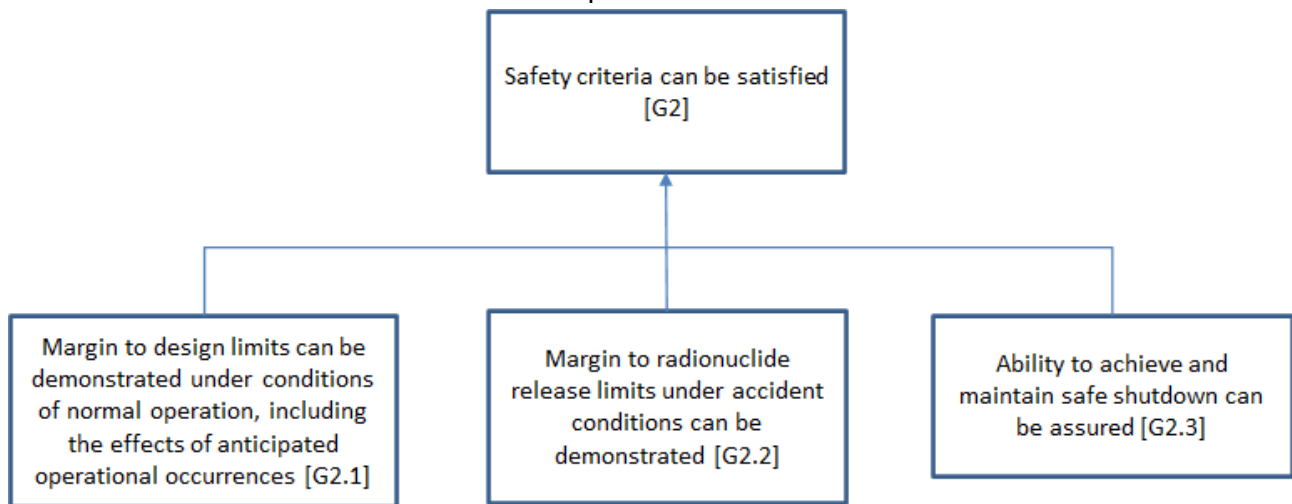 Safety criteria can be satisfied
[G2]
Margin to design limits can be
demonstrated under conditions
of normal operation, including
the effects of anticipated
operational occurrences [G2.1]
Margin to radionuclide
release limits under accident
conditions can be
demonstrated [G2.2]
Ability to achieve and
maintain safe shutdown can
be assured [G2.3]